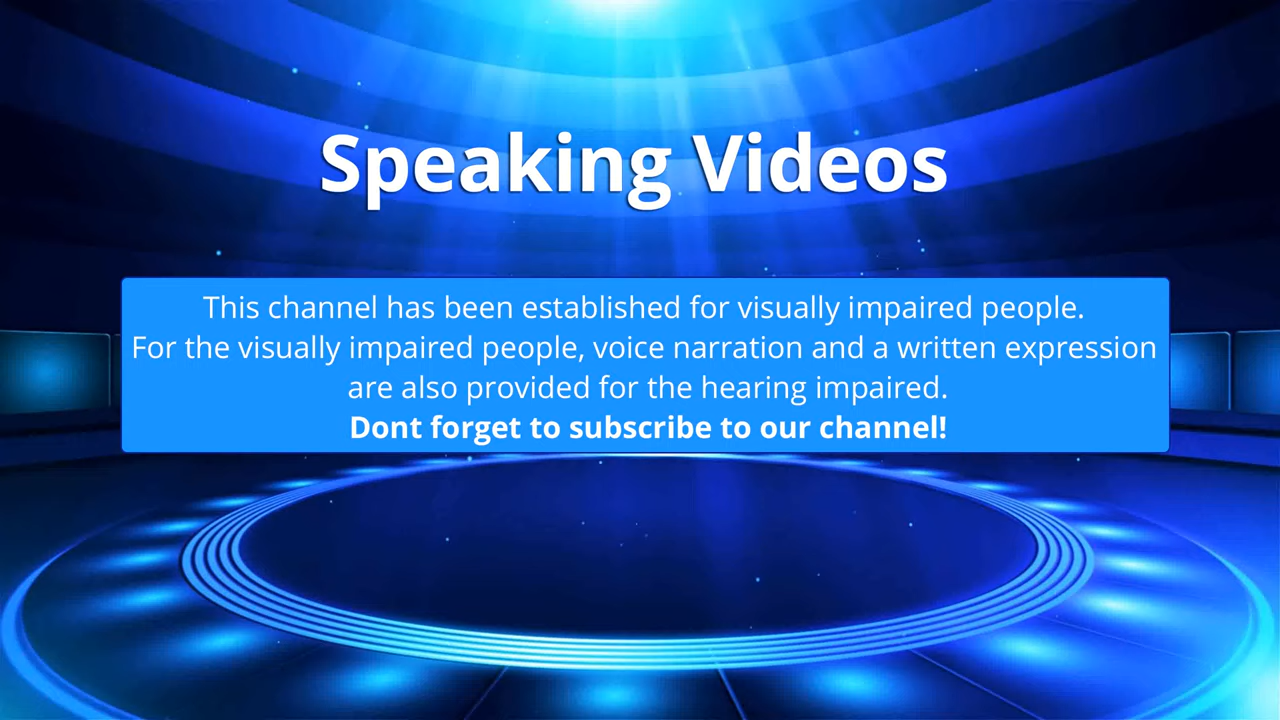 Speaking Videos
This channel has been established for visually impaired people.
For the visually impaired people, voice narration and a written expression
are also provided for the hearing impaired.
Dont forget to subscribe to our channel!